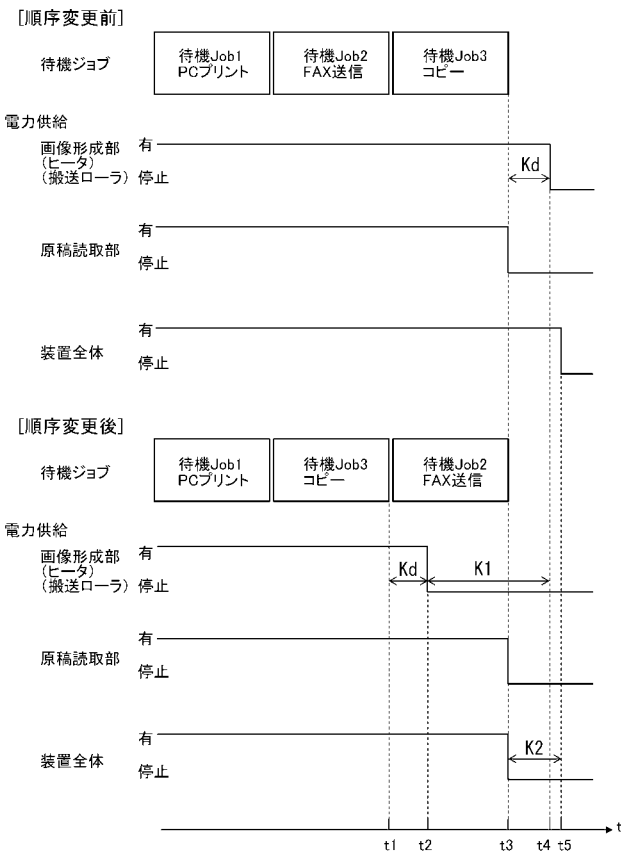 [順序変更前]
待機ジョブ
待機Job1
PCプリント
待機Job2
FAX送信
待機Job3
コピー
電力供給
画像形成部
(ヒータ)
(搬送ローラ)
有
停止
Kd
原稿読取部
有
停止
装置全体
有
停止
[順序変更後]
待機ジョブ
待機Job1
PCプリント
待機Job3
コピー
待機Job2
FAX送信
電力供給
画像形成部
(ヒータ)
(搬送ローラ)
有
停止
Kd
K1
原稿読取部
有
停止
装置全体
有
停止
K2
t
t1 t2 t3 t4 t5